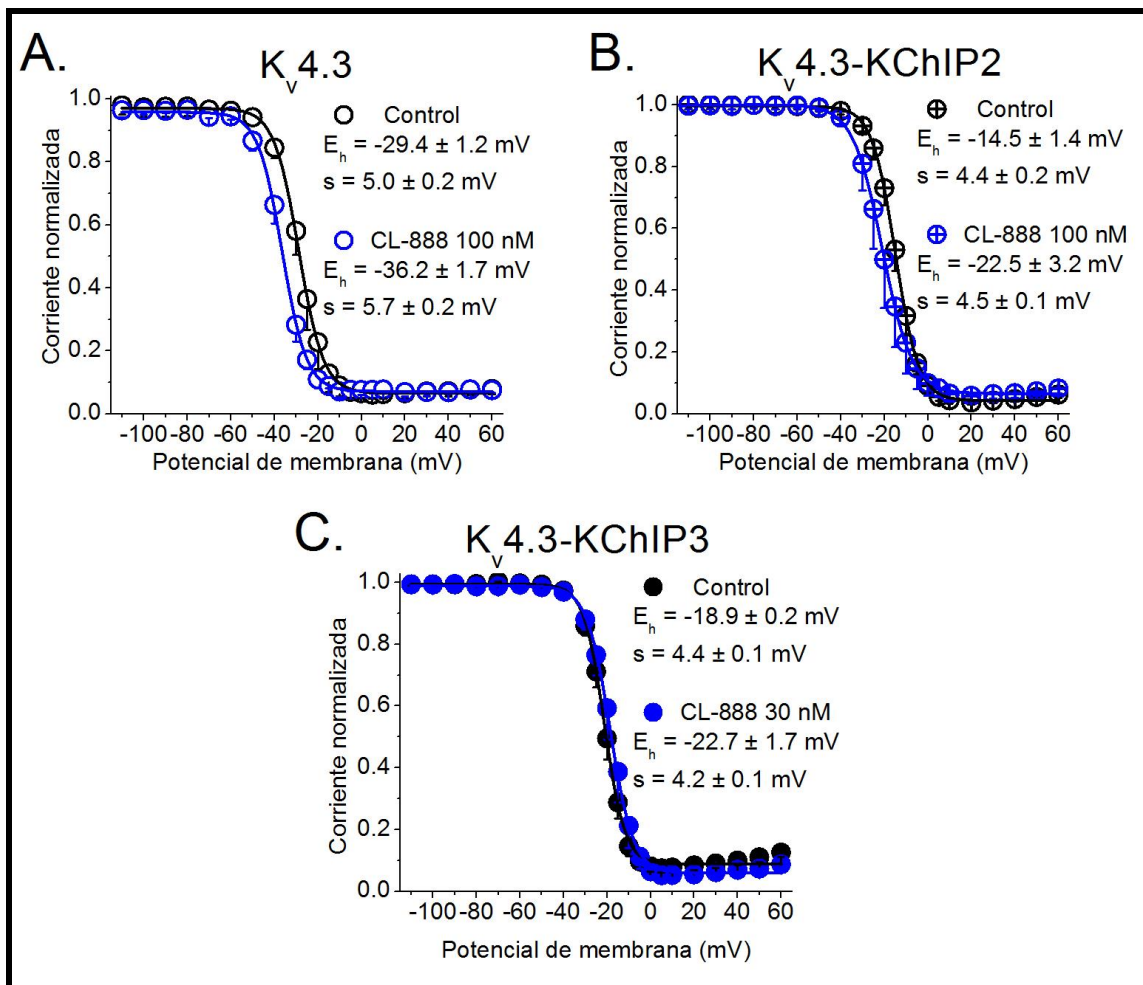 A.
Kv4.3
Corriente normalizada
1.0
0.8
0.6
0.4
0.2
0.0
Control
Eh = -29.4 ± 1.2 mV
s = 5.0 ± 0.2 mV
CL-888 100 nM
Eh = -36.2 ± 1.7 mV
s = 5.7 ± 0.2 mV
-100 -80 -60 -40 -20 0 20 40 60
Potencial de membrana (mV)
B.
Kv4.3-KChIP2
Corriente normalizada
1.0
0.8
0.6
0.4
0.2
0.0
Control
Eh = -14.5 ± 1.4 mV
s = 4.4 ± 0.2 mV
CL-888 100 nM
Eh = -22.5 ± 3.2 mV
s = 4.5 ± 0.1 mV
-100 -80 -60 -40 -20 0 20 40 60
Potencial de membrana (mV)
C.
Kv4.3-KChIP3
Corriente normalizada
1.0
0.8
0.6
0.4
0.2
0.0
Control
Eh = -18.9 ± 0.2 mV
s = 4.4 ± 0.1 mV
CL-888 30 nM
Eh = -22.7 ± 1.7 mV
s = 4.2 ± 0.1 mV
-100 -80 -60 -40 -20 0 20 40 60
Potencial de membrana (mV)